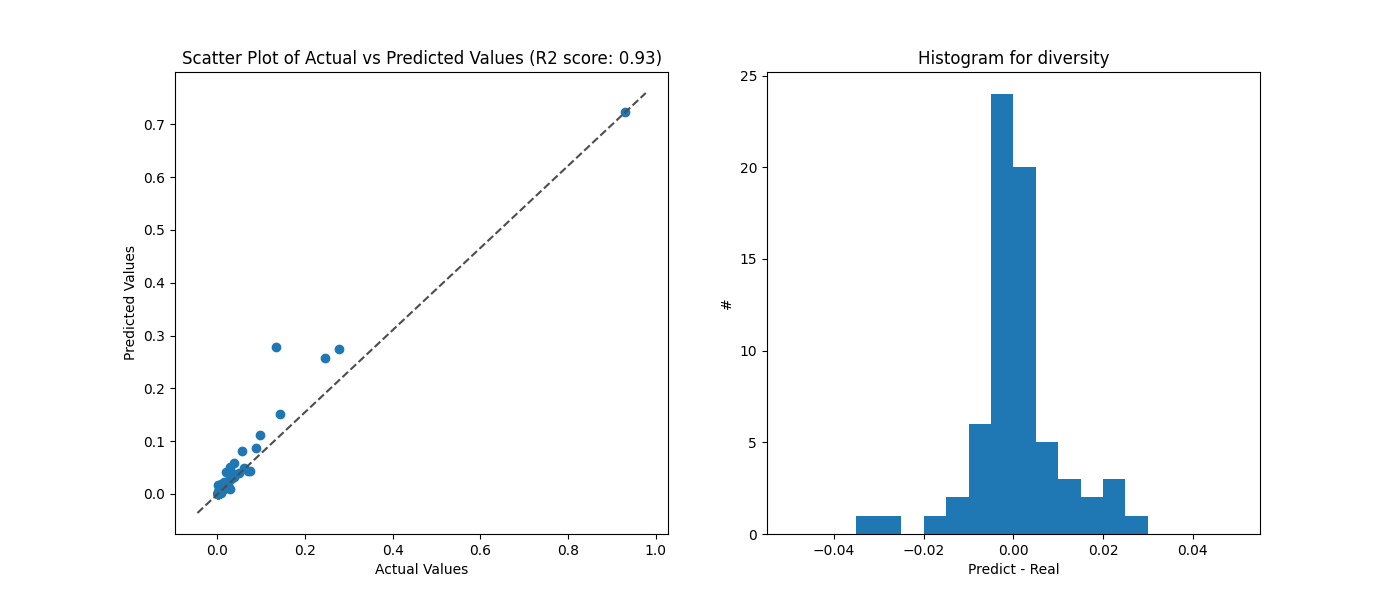 Scatter Plot of Actual vs Predicted Values (R2 score: 0.93)
0.7
0.6
0.5
0.4
0.3
0.2
0.1
0.0
Predicted Values
0.0 0.2 0.4 0.6 0.8 1.0
Actual Values
Histogram for diversity
25
20
15
10
5
0
#
−0.04 −0.02 0.00 0.02 0.04
Predict - Real